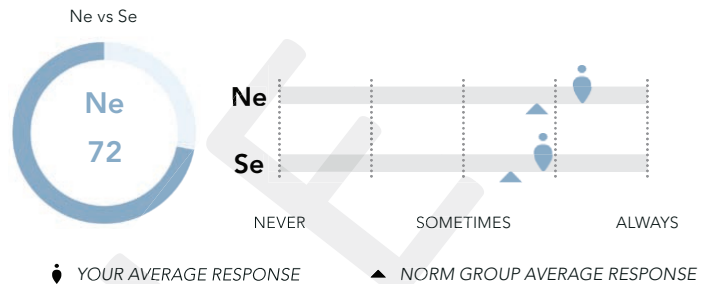 Ne vs Se
Ne
72
Ne
Se
NEVER SOMETIMES ALWAYS
YOUR AVERAGE RESPONSE NORM GROUP AVERAGE RESPONSE